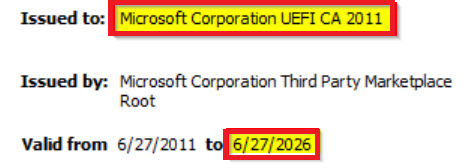 Issued to: Microsoft Corporation UEFI CA 2011
Issued by: Microsoft Corporation Third Party Marketplace
Root
Valid from 6/27/2011 to 6/27/2026